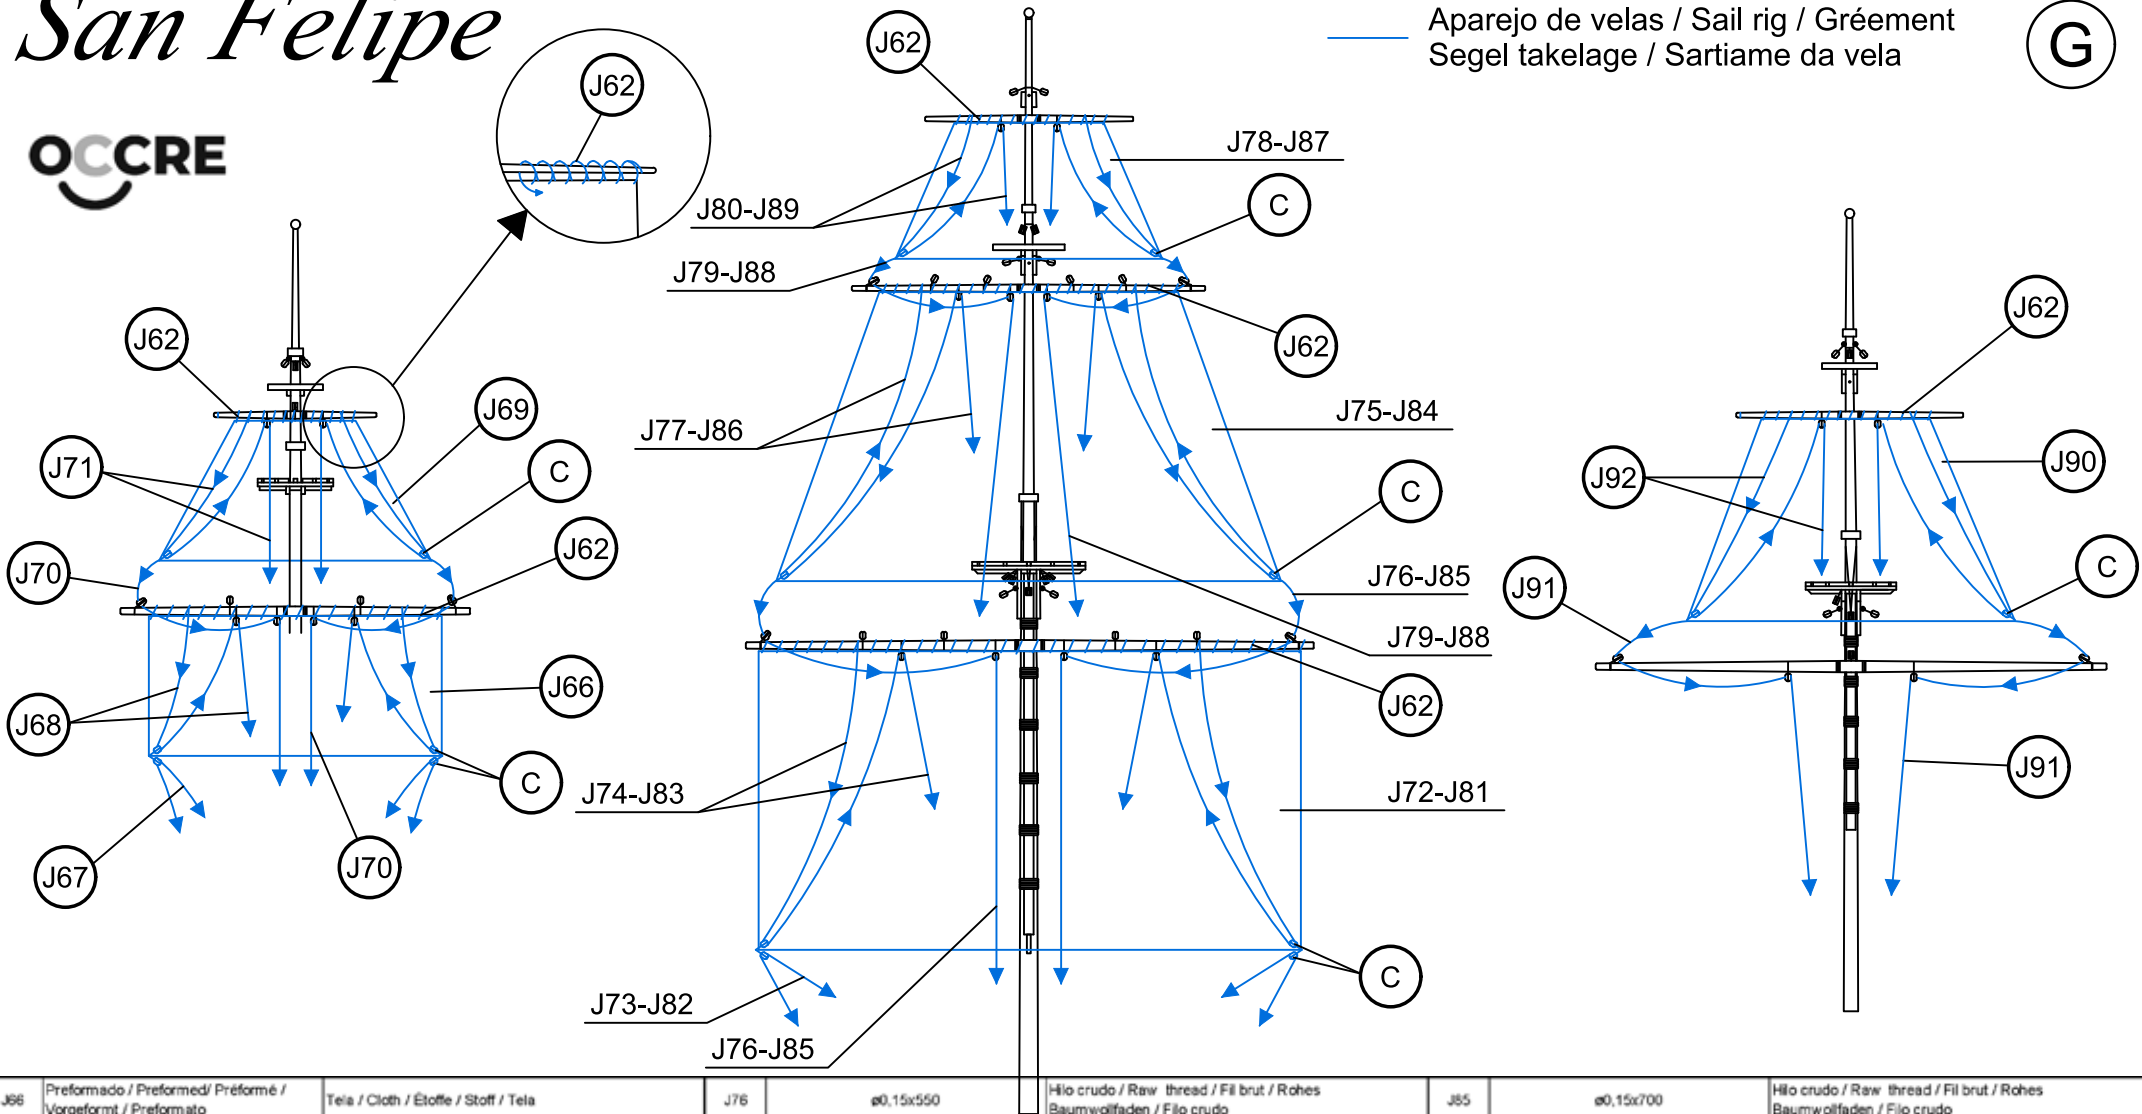 San Felipe
OCCRE
Aparejo de velas / Sail rig / Gréement
Segel takelage / Sartiame da vela
G
J62
J62
J78-J87
J80-J89
C
J79-J88
J62
J62
J62
J69
J77-J86
J75-J84
J71
C
C
J90
J92
J62
J70
J76-J85
C
J91
J79-J88
J66
J62
J68
J91
C
J74-J83
J72-J81
J67
J70
C
J73-J82
J76-J85
J66 Preformado / Preformed/ Préformé / Tela / Cloth / Étoffe / Stoff / Tela J76 ø0,15x550 Hilo crudo / Raw thread / Fil brut / Rohes J85 ø0,15x700 Hilo crudo / Raw thread / Fil brut / Rohes
Vorgeformt / Preformato Baumwollfaden / Filo crudo Baumwollfaden / Filo crudo